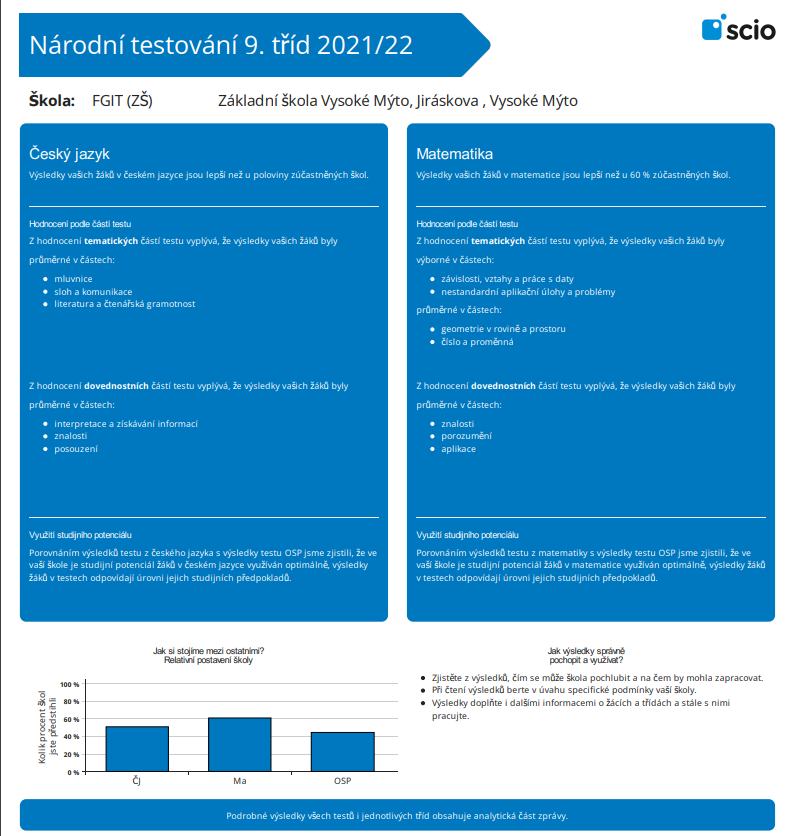 Národní testování 9. tříd 2021/22
scio
Škola: FGIT (ZŠ) Základní škola Vysoké Mýto, Jiráskova , Vysoké Mýto
Český jazyk
Výsledky vašich žáků v českém jazyce jsou lepší než u poloviny zúčastněných škol.
Hodnocení podle částí testu
Z hodnocení tematických částí testu vyplývá, že výsledky vašich žáků byly
průměrné v částech:
● mluvnice
● sloh a komunikace
● literatura a čtenářská gramotnost
Z hodnocení dovednostních částí testu vyplývá, že výsledky vašich žáků byly
průměrné v částech:
● interpretace a získávání informací
● znalosti
● posouzení
Využití studijního potenciálu
Porovnáním výsledků testu z českého jazyka s výsledky testu OSP jsme zjistili, že ve
vaší škole je studijní potenciál žáků v českém jazyce využíván optimálně, výsledky
žáků v testech odpovídají úrovni jejich studijních předpokladů.
Matematika
Výsledky vašich žáků v matematice jsou lepší než u 60 % zúčastněných škol.
Hodnocení podle částí testu
Z hodnocení tematických částí testu vyplývá, že výsledky vašich žáků byly
výborné v částech:
● závislosti, vztahy a práce s daty
● nestandardní aplikační úlohy a problémy
průměrné v částech:
● geometrie v rovině a prostoru
● číslo a proměnná
Z hodnocení dovednostních částí testu vyplývá, že výsledky vašich žáků byly
průměrné v částech:
● znalosti
● porozumění
● aplikace
Využití studijního potenciálu
Porovnáním výsledků testu z matematiky s výsledky testu OSP jsme zjistili, že ve
vaší škole je studijní potenciál žáků v matematice využíván optimálně, výsledky žáků
v testech odpovídají úrovni jejich studijních předpokladů.
Jak si stojíme mezi ostatními?
Relativní postavení školy
Kolik procent škol
jste předstihli
100 %
80 %
60 %
40 %
20 %
0 %
ČJ Ma OSP
Jak výsledky správně
pochopit a využívat?
● Zjistěte z výsledků, čím se může škola pochlubit a na čem by mohla zapracovat.
● Při čtení výsledků berte v úvahu specifické podmínky vaší školy.
● Výsledky doplňte i dalšími informacemi o žácích a třídách a stále s nimi
pracujte.
Podrobné výsledky všech testů i jednotlivých tříd obsahuje analytická část zprávy.